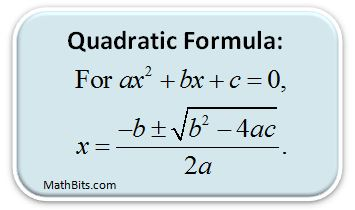 Quadratic Formula:
For ax² + bx + c = 0,
x = (−b ± √(b² − 4ac)) / 2a.
MathBits.com